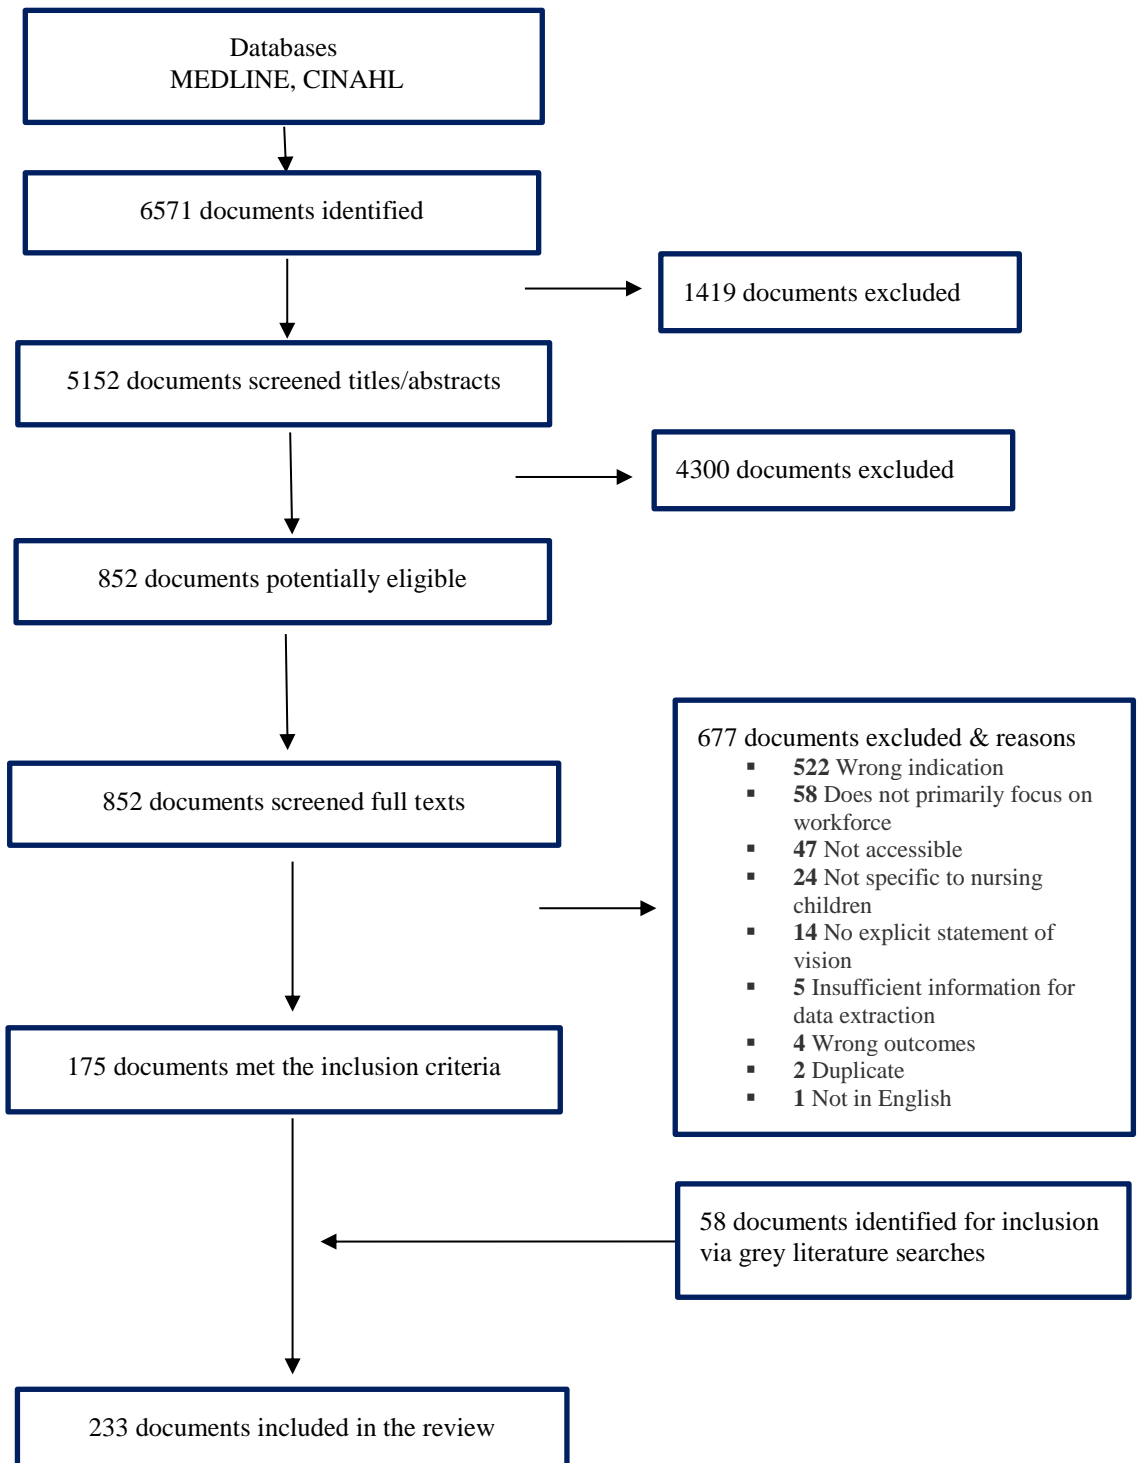 Databases
MEDLINE, CINAHL
6571 documents identified
1419 documents excluded
5152 documents screened titles/abstracts
4300 documents excluded
852 documents potentially eligible
677 documents excluded & reasons
▪ 522 Wrong indication
▪ 58 Does not primarily focus on
workforce
▪ 47 Not accessible
▪ 24 Not specific to nursing
children
▪ 14 No explicit statement of
vision
▪ 5 Insufficient information for
data extraction
▪ 4 Wrong outcomes
▪ 2 Duplicate
▪ 1 Not in English
852 documents screened full texts
175 documents met the inclusion criteria
58 documents identified for inclusion
via grey literature searches
233 documents included in the review